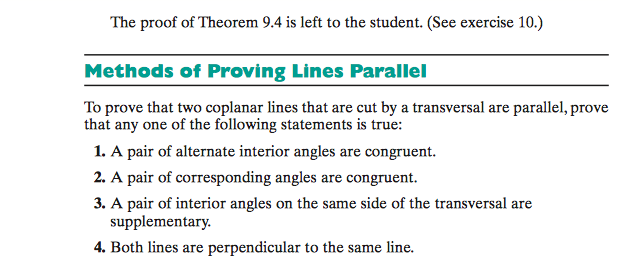 The proof of Theorem 9.4 is left to the student. (See exercise 10.)
Methods of Proving Lines Parallel
To prove that two coplanar lines that are cut by a transversal are parallel, prove
that any one of the following statements is true:
1. A pair of alternate interior angles are congruent.
2. A pair of corresponding angles are congruent.
3. A pair of interior angles on the same side of the transversal are
supplementary.
4. Both lines are perpendicular to the same line.